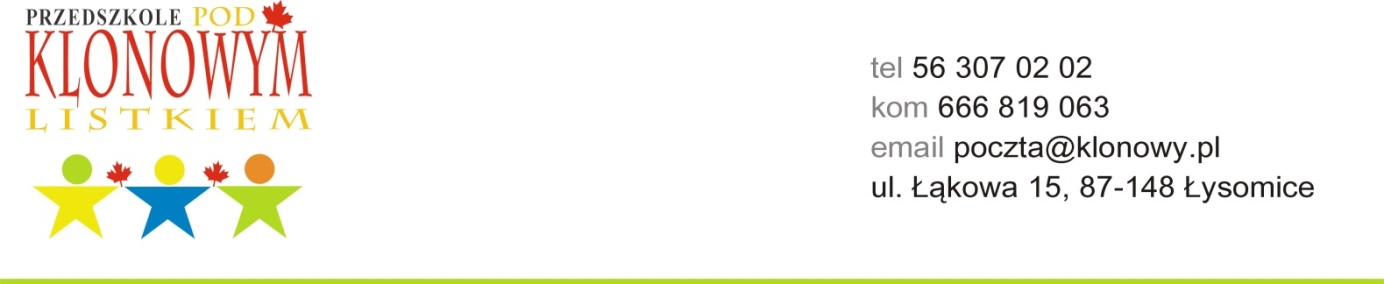 PRZEDSZKOLE POD
KLONOWYM
LISTKIEM
tel 56 307 02 02
kom 666 819 063
email poczta@klonowy.pl
ul. Łąkowa 15, 87-148 Łysomice